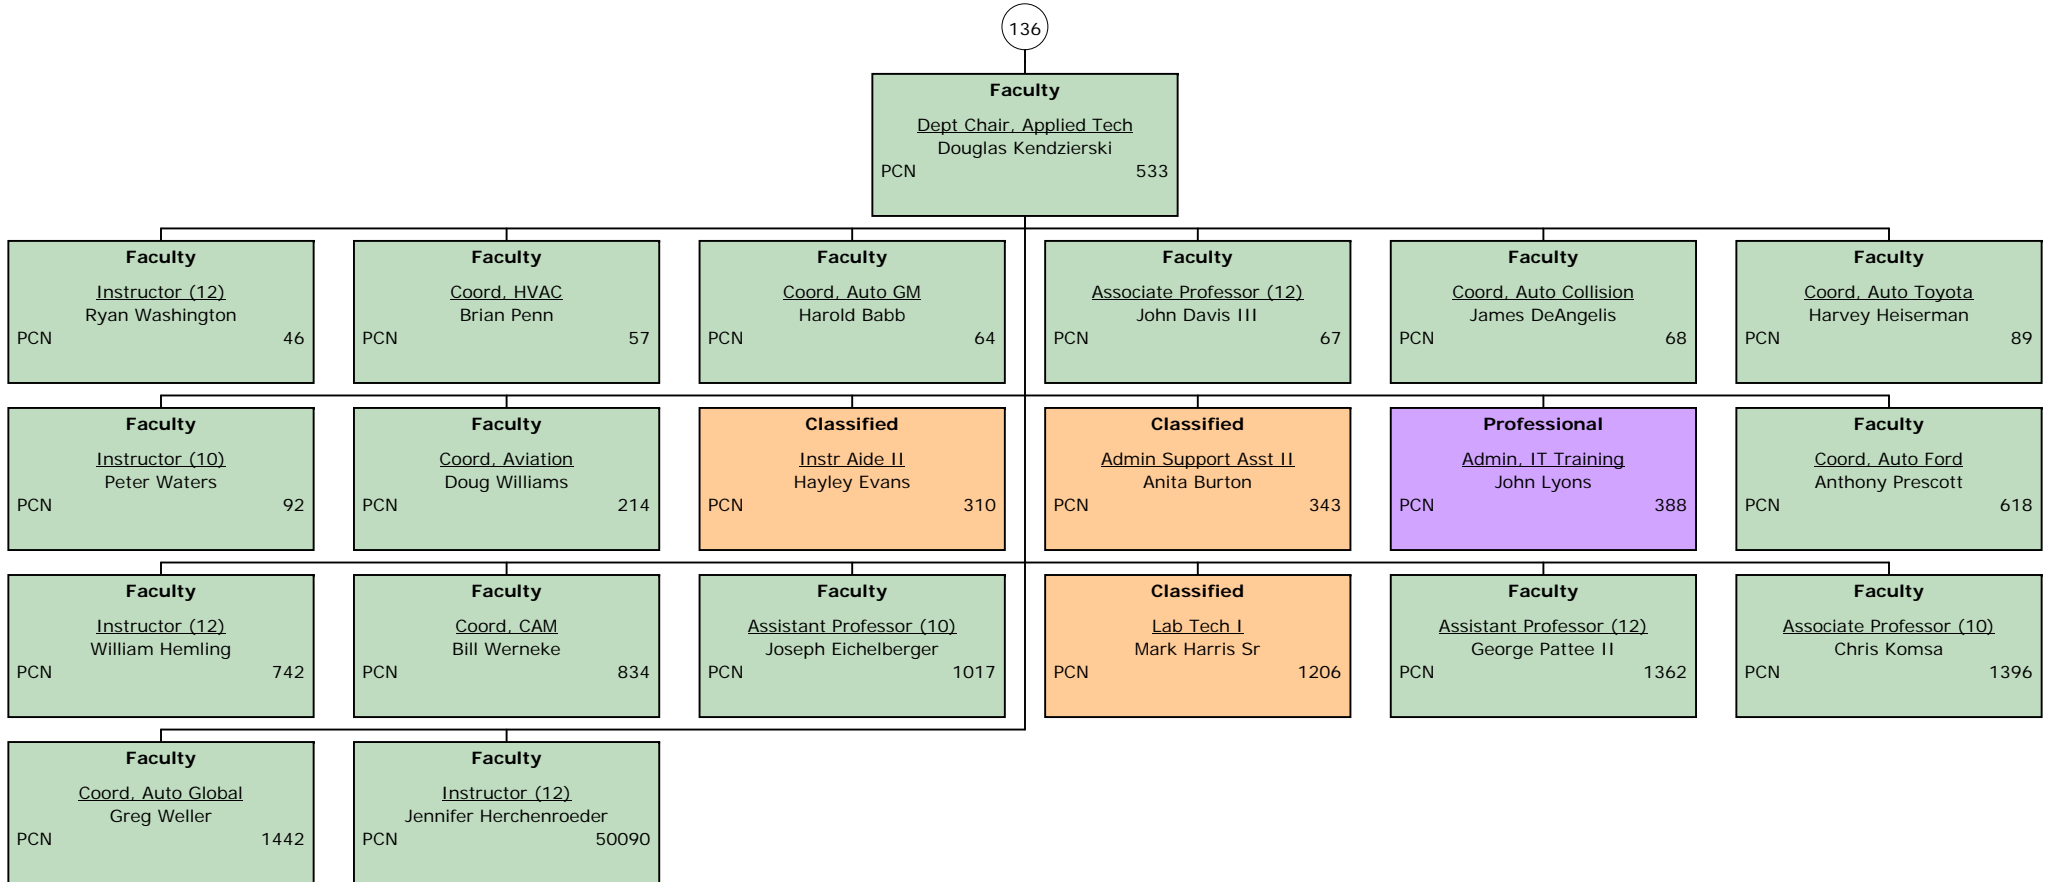 136
Faculty
Dept Chair, Applied Tech
Douglas Kendzierski
PCN 533
Faculty
Instructor (12)
Ryan Washington
PCN 46
Faculty
Coord, HVAC
Brian Penn
PCN 57
Faculty
Coord, Auto GM
Harold Babb
PCN 64
Faculty
Associate Professor (12)
John Davis III
PCN 67
Faculty
Coord, Auto Collision
James DeAngelis
PCN 68
Faculty
Coord, Auto Toyota
Harvey Heiserman
PCN 89
Faculty
Instructor (10)
Peter Waters
PCN 92
Faculty
Coord, Aviation
Doug Williams
PCN 214
Classified
Instr Aide II
Hayley Evans
PCN 310
Classified
Admin Support Asst II
Anita Burton
PCN 343
Professional
Admin, IT Training
John Lyons
PCN 388
Faculty
Coord, Auto Ford
Anthony Prescott
PCN 618
Faculty
Instructor (12)
William Hemling
PCN 742
Faculty
Coord, CAM
Bill Werneke
PCN 834
Faculty
Assistant Professor (10)
Joseph Eichelberger
PCN 1017
Classified
Lab Tech I
Mark Harris Sr
PCN 1206
Faculty
Assistant Professor (12)
George Pattee II
PCN 1362
Faculty
Associate Professor (10)
Chris Komsa
PCN 1396
Faculty
Coord, Auto Global
Greg Weller
PCN 1442
Faculty
Instructor (12)
Jennifer Herchenroeder
PCN 50090